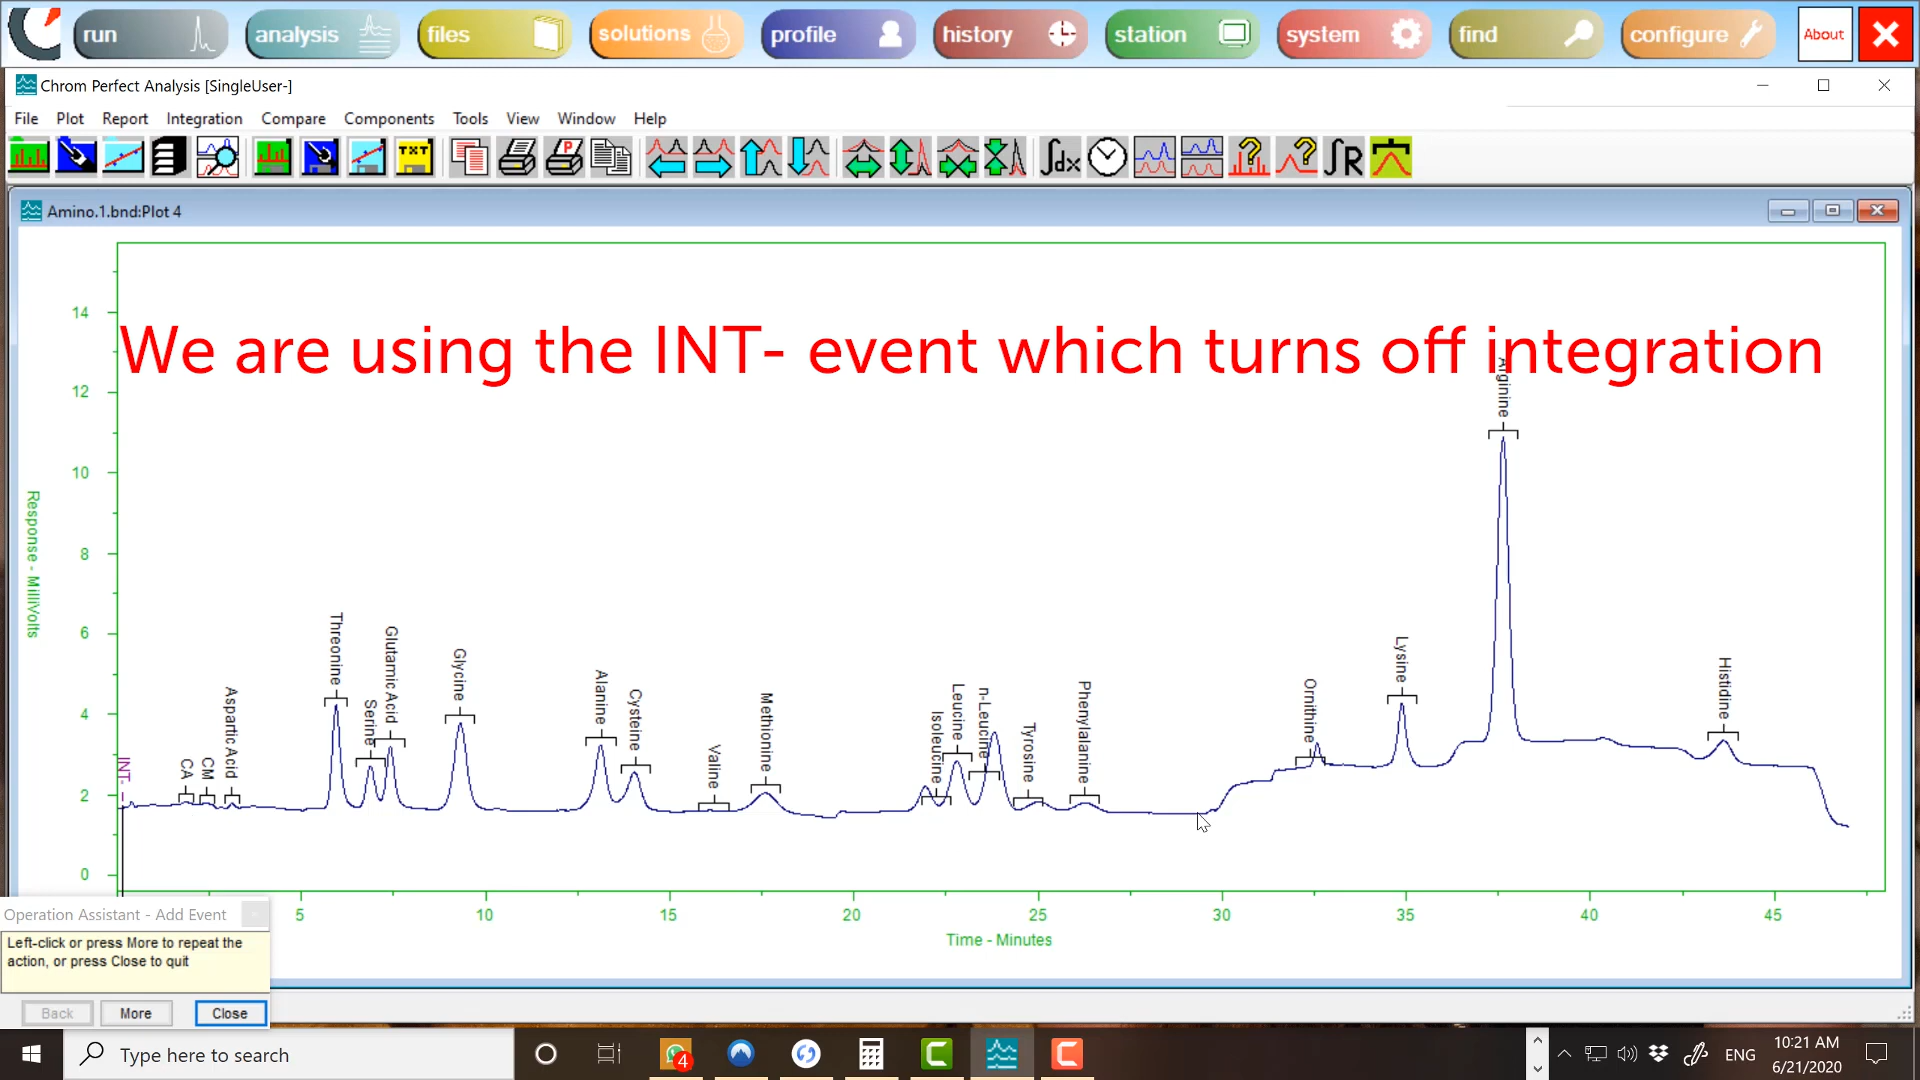 run
analysis
files
solutions
profile
history
station
system
find
configure
About
Chrom Perfect Analysis [SingleUser-]
File Plot Report Integration Compare Components Tools View Window Help
TXT
P
∫dx
∫R
Amino.1.bnd:Plot 4
We are using the INT- event which turns off integration
14
12
10
8
6
4
2
0
Response - MilliVolts
INT-
CA
CM
Aspartic Acid
Threonine
Serine
Glutamic Acid
Glycine
Alanine
Cysteine
Valine
Methionine
Isoleucine
Leucine
n-Leucine
Tyrosine
Phenylalanine
Ornithine
Lysine
Arginine
Histidine
5 10 15 20 25 30 35 40 45
Time - Minutes
Operation Assistant - Add Event
Left-click or press More to repeat the
action, or press Close to quit
Back More Close
Type here to search
4
ENG
10:21 AM
6/21/2020